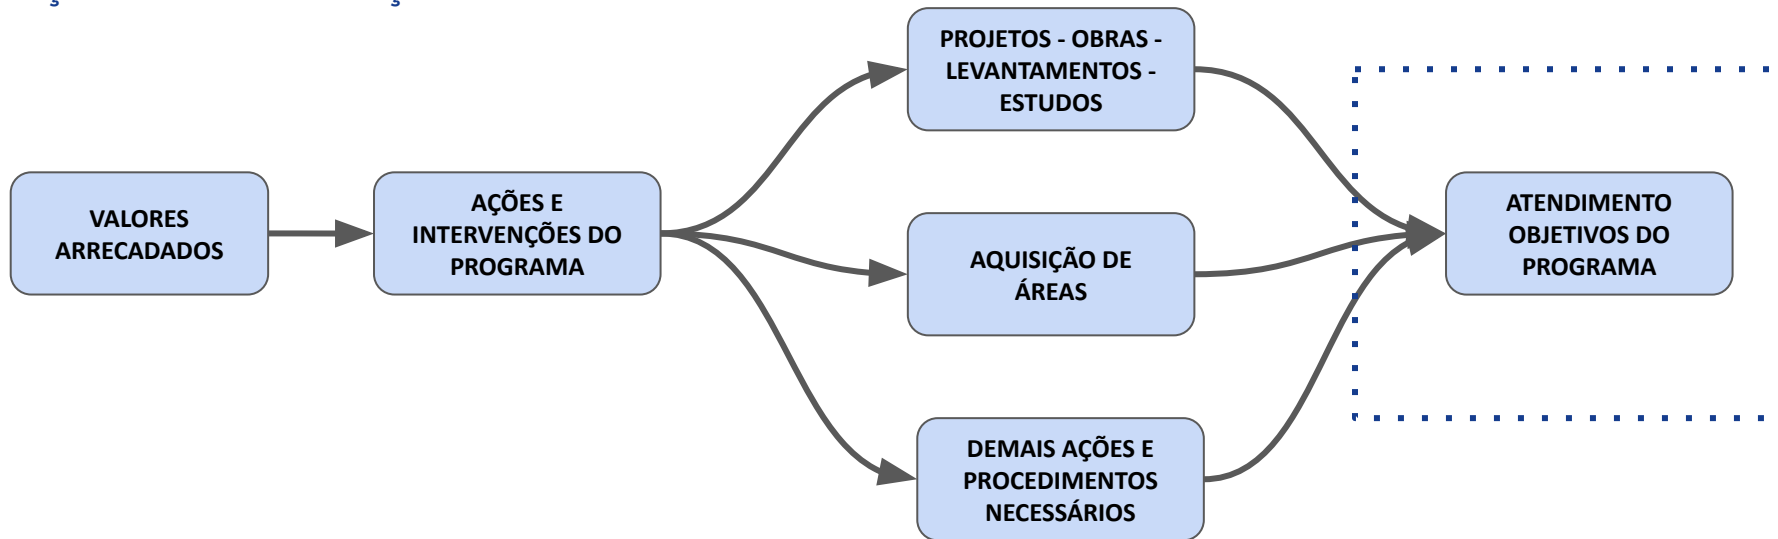 VALORES
ARRECADADOS
AÇÕES E
INTERVENÇÕES DO
PROGRAMA
PROJETOS - OBRAS -
LEVANTAMENTOS -
ESTUDOS
AQUISIÇÃO DE
ÁREAS
DEMAIS AÇÕES E
PROCEDIMENTOS
NECESSÁRIOS
ATENDIMENTO
OBJETIVOS DO
PROGRAMA